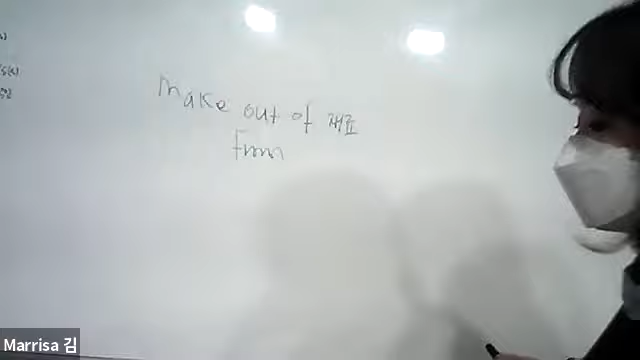 make out of 재료
from
Marrisa 김